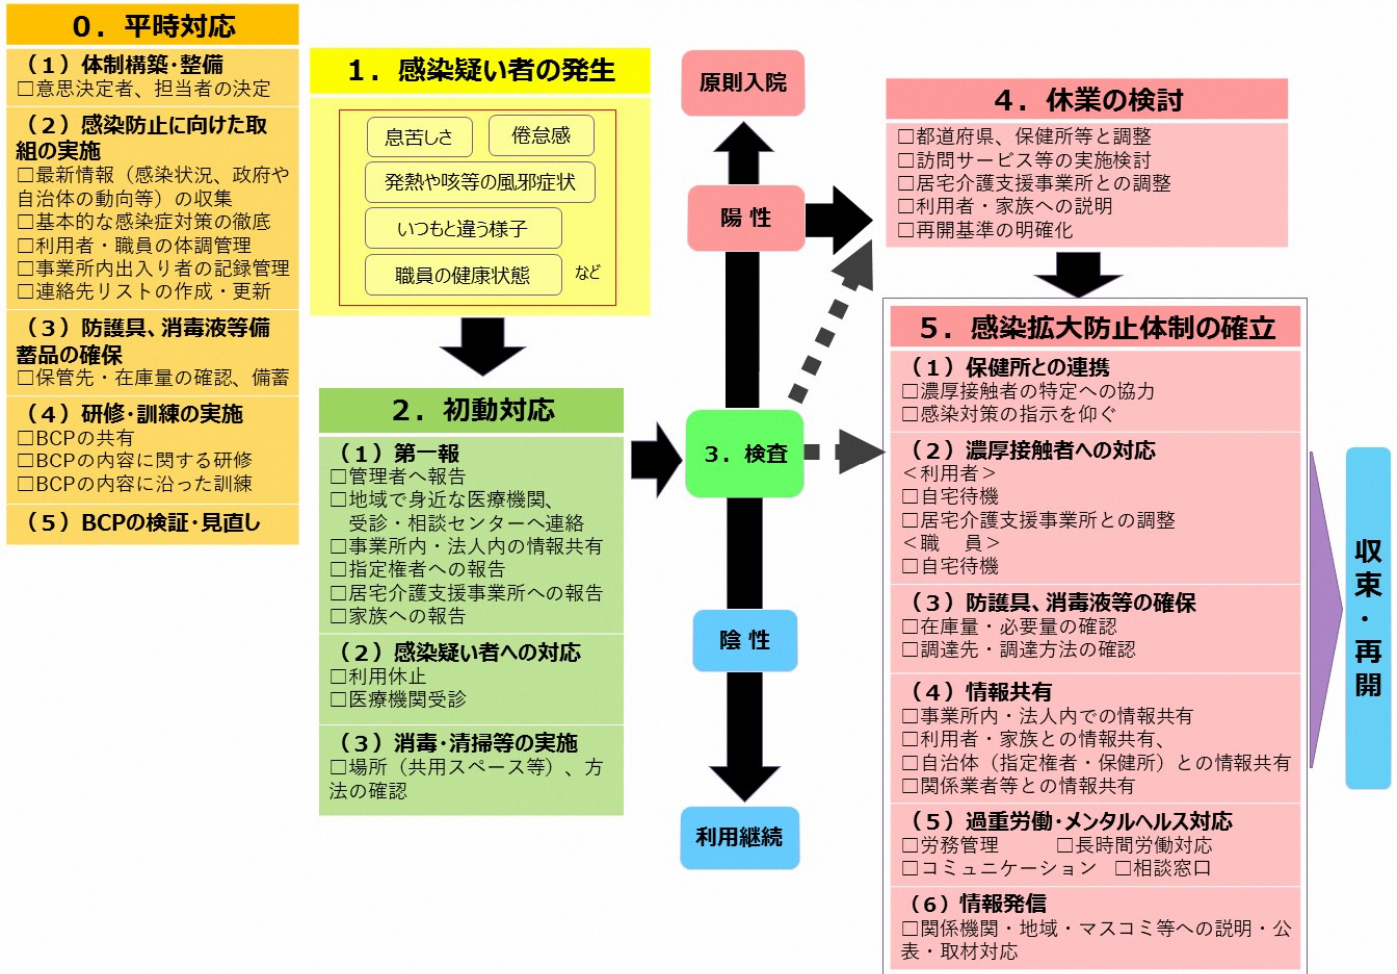 0．平時対応
（1）体制構築・整備
□意思決定者、担当者の決定
（2）感染防止に向けた取
組の実施
□最新情報（感染状況、政府や
自治体の動向等）の収集
□基本的な感染症対策の徹底
□利用者・職員の体調管理
□事業所内出入り者の記録管理
□連絡先リストの作成・更新
（3）防護具、消毒液等備
蓄品の確保
□保管先・在庫量の確認、備蓄
（4）研修・訓練の実施
□BCPの共有
□BCPの内容に関する研修
□BCPの内容に沿った訓練
（5）BCPの検証・見直し
1．感染疑い者の発生
息苦しさ
倦怠感
発熱や咳等の風邪症状
いつもと違う様子
職員の健康状態
など
2．初動対応
（1）第一報
□管理者へ報告
□地域で身近な医療機関、
受診・相談センターへ連絡
□事業所内・法人内の情報共有
□指定権者への報告
□居宅介護支援事業所への報告
□家族への報告
（2）感染疑い者への対応
□利用休止
□医療機関受診
（3）消毒・清掃等の実施
□場所（共用スペース等）、方
法の確認
原則入院
陽 性
3．検査
陰 性
利用継続
4．休業の検討
□都道府県、保健所等と調整
□訪問サービス等の実施検討
□居宅介護支援事業所との調整
□利用者・家族への説明
□再開基準の明確化
5．感染拡大防止体制の確立
（1）保健所との連携
□濃厚接触者の特定への協力
□感染対策の指示を仰ぐ
（2）濃厚接触者への対応
＜利用者＞
□自宅待機
□居宅介護支援事業所との調整
＜職　員＞
□自宅待機
（3）防護具、消毒液等の確保
□在庫量・必要量の確認
□調達先・調達方法の確認
（4）情報共有
□事業所内・法人内での情報共有
□利用者・家族との情報共有、
□自治体（指定権者・保健所）との情報共有
□関係業者等との情報共有
（5）過重労働・メンタルヘルス対応
□労務管理　　□長時間労働対応
□コミュニケーション　□相談窓口
（6）情報発信
□関係機関・地域・マスコミ等への説明・公
表・取材対応
収束・再開